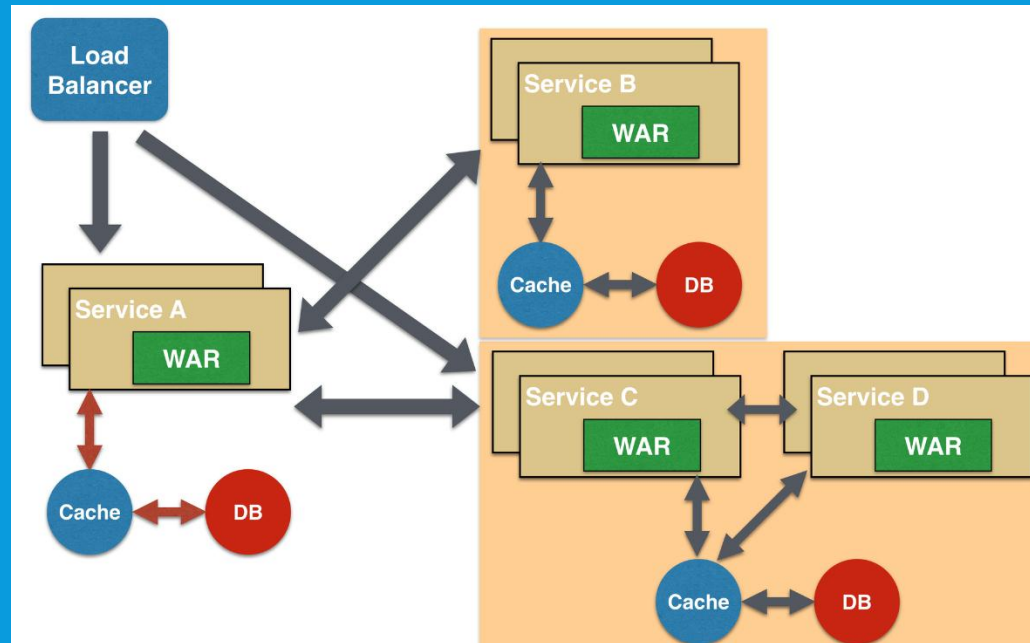 Load
Balancer
Service B
WAR
Cache
DB
Service A
WAR
Cache
DB
Service C
WAR
Service D
WAR
Cache
DB